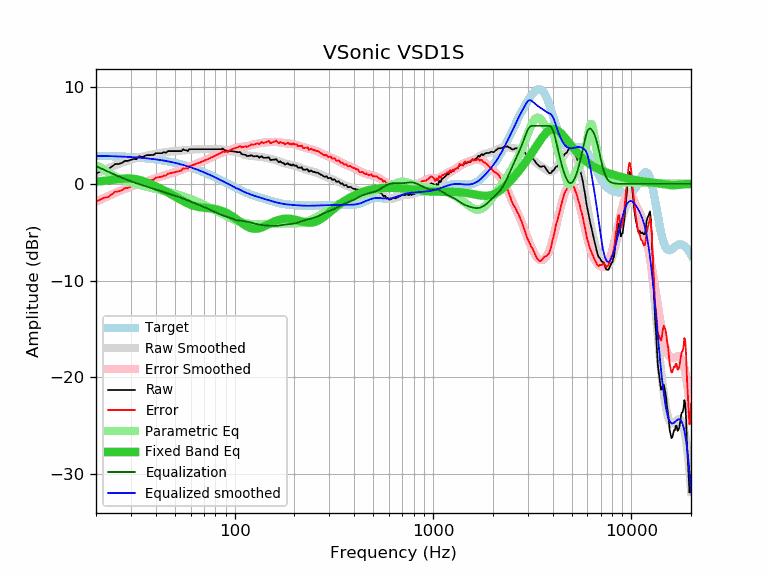 VSonic VSD1S
Amplitude (dBr)
10
0
−10
−20
−30
Target
Raw Smoothed
Error Smoothed
Raw
Error
Parametric Eq
Fixed Band Eq
Equalization
Equalized smoothed
100
1000
10000
Frequency (Hz)